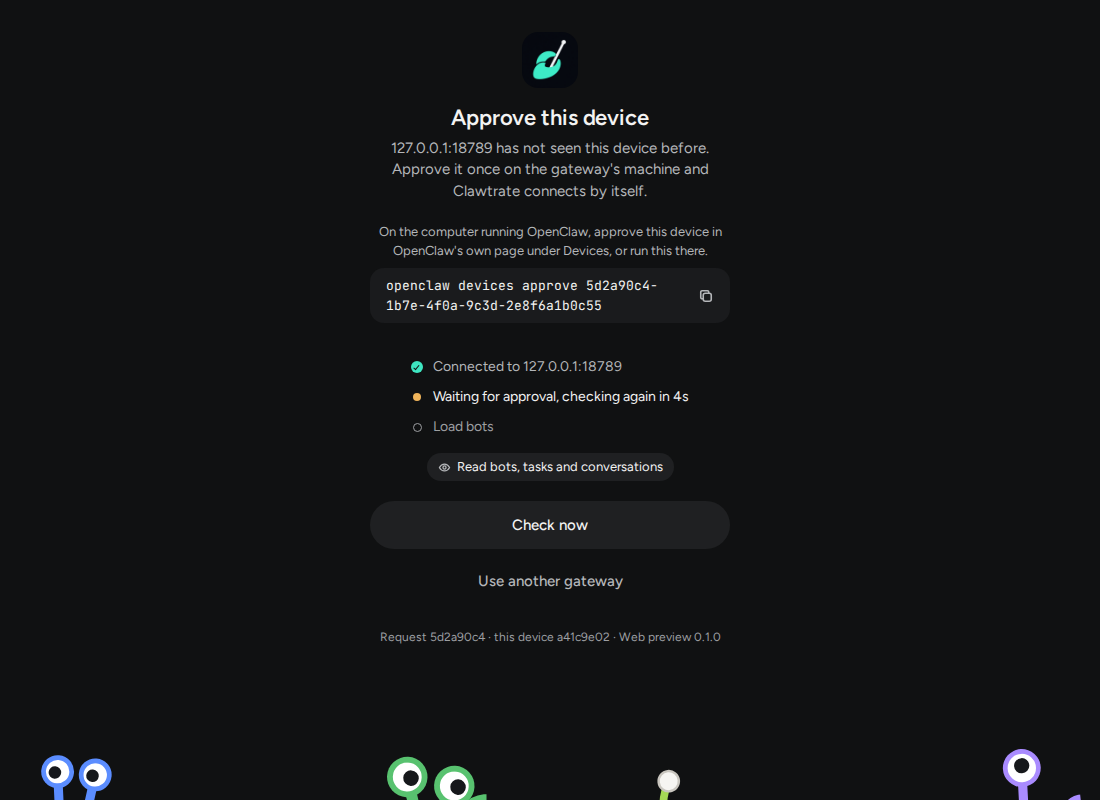 Approve this device
127.0.0.1:18789 has not seen this device before.
Approve it once on the gateway's machine and
Clawtrate connects by itself.
On the computer running OpenClaw, approve this device in
OpenClaw's own page under Devices, or run this there.
openclaw devices approve 5d2a90c4-
1b7e-4f0a-9c3d-2e8f6a1b0c55
Connected to 127.0.0.1:18789
Waiting for approval, checking again in 4s
Load bots
Read bots, tasks and conversations
Check now
Use another gateway
Request 5d2a90c4 · this device a41c9e02 · Web preview 0.1.0